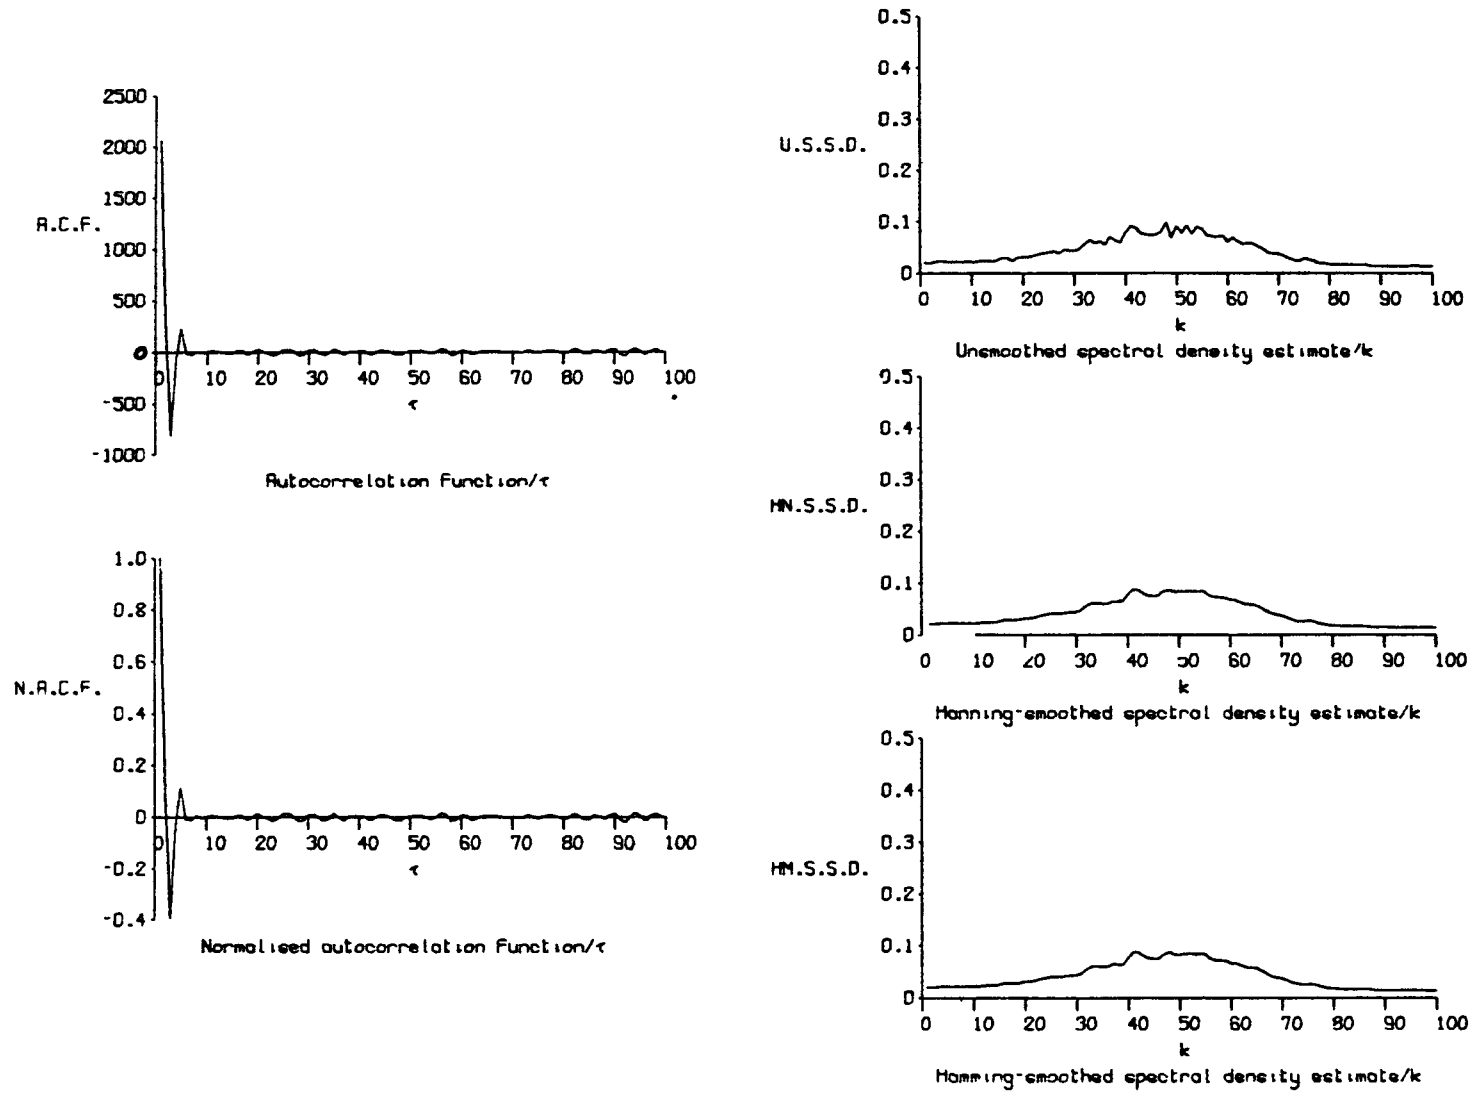 2500
2000
1500
A.C.F.
1000
500
0
0 10 20 30 40 50 60 70 80 90 100
τ
-500
-1000
Autocorrelation Function/τ
1.0
0.8
0.6
N.A.C.F.
0.4
0.2
0
0 10 20 30 40 50 60 70 80 90 100
τ
-0.2
-0.4
Normalised autocorrelation Function/τ
0.5
0.4
0.3
U.S.S.D.
0.2
0.1
0
0 10 20 30 40 50 60 70 80 90 100
k
Unsmoothed spectral density estimate/k
0.5
0.4
0.3
HN.S.S.D.
0.2
0.1
0
0 10 20 30 40 50 60 70 80 90 100
k
Hanning-smoothed spectral density estimate/k
0.5
0.4
0.3
HM.S.S.D.
0.2
0.1
0
0 10 20 30 40 50 60 70 80 90 100
k
Hamming-smoothed spectral density estimate/k